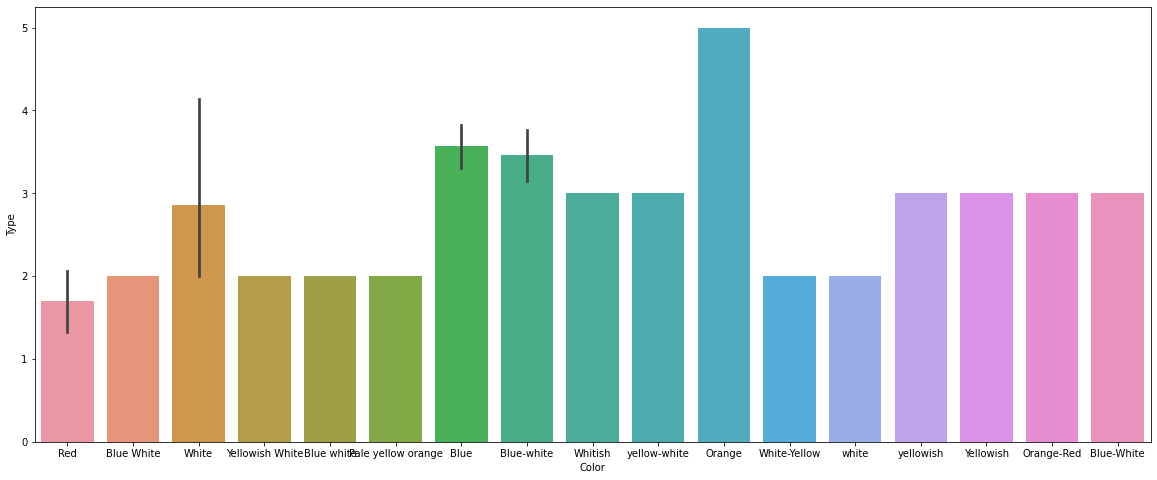 5
4
3
2
1
0
Type
Red Blue White White Yellowish White Blue white Pale yellow orange Blue Blue-white Whitish yellow-white Orange White-Yellow white yellowish Yellowish Orange-Red Blue-White
Color